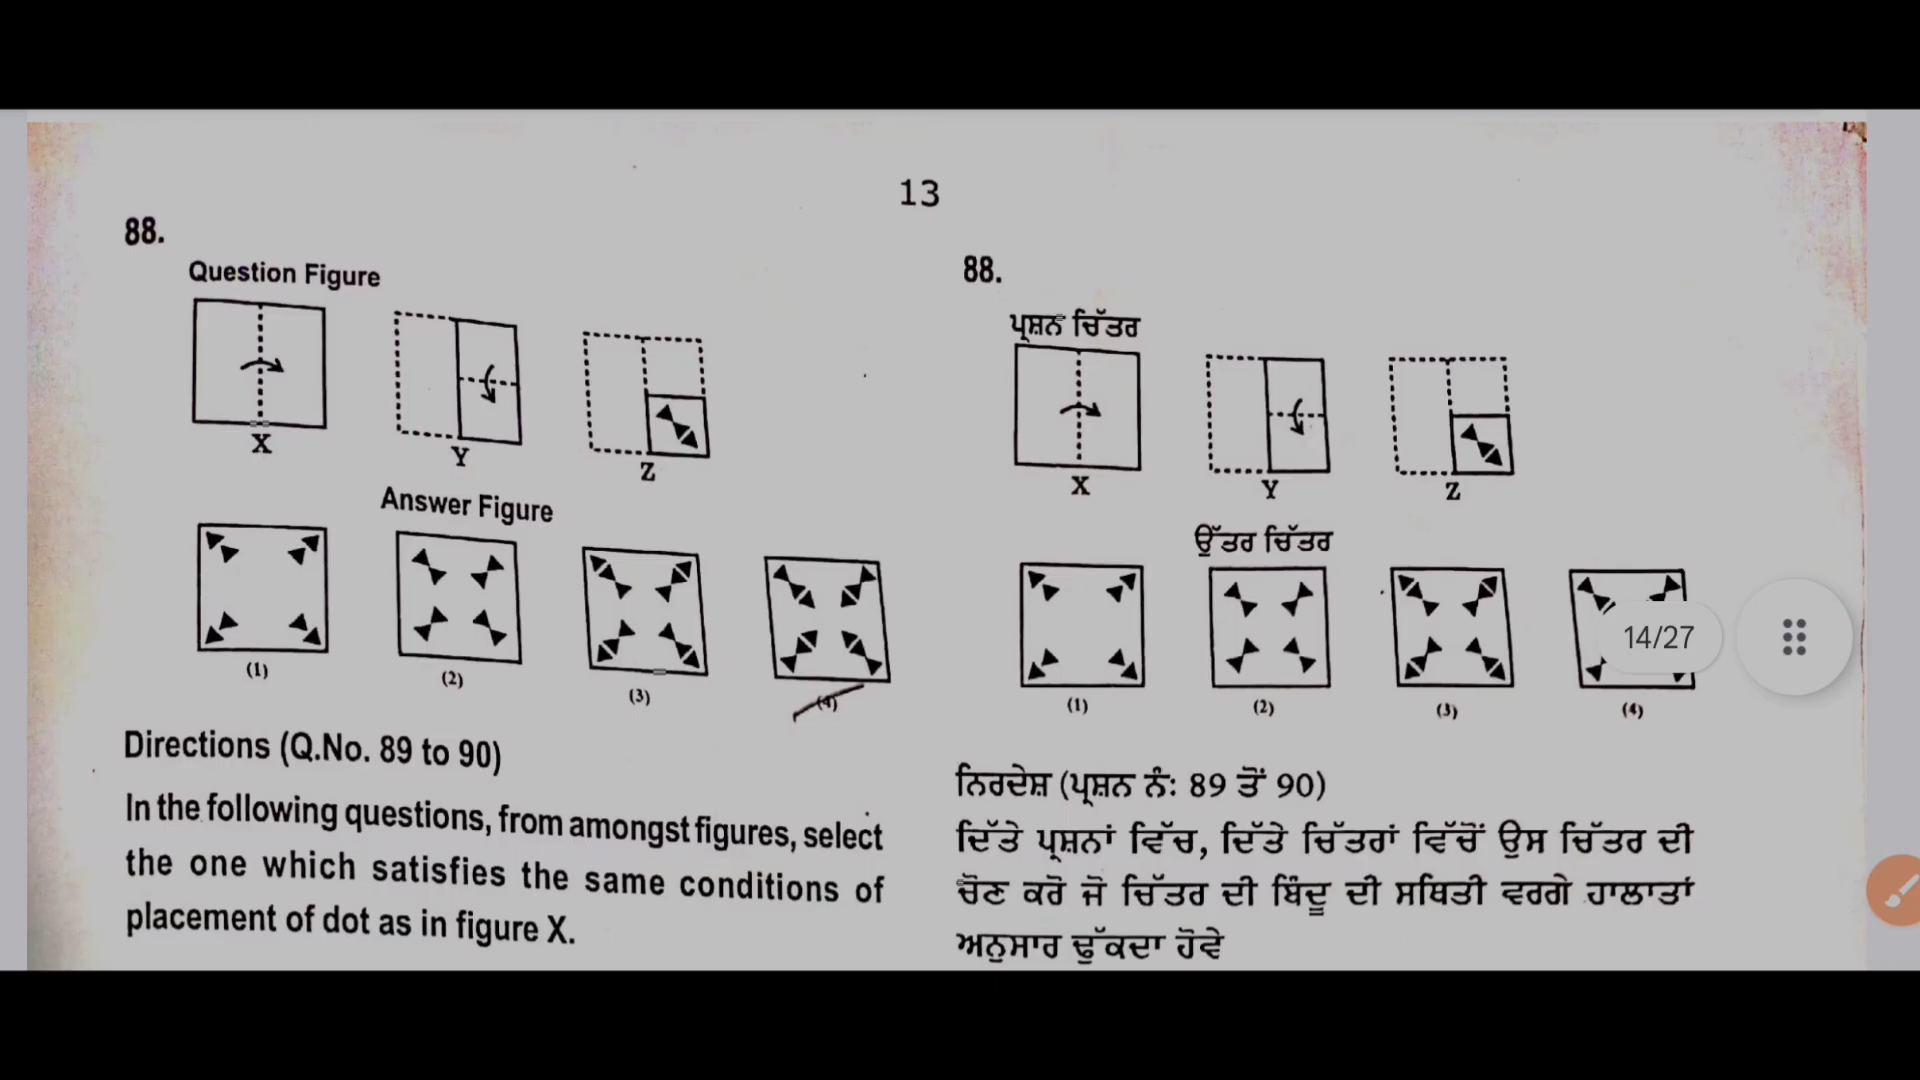 13
88.
Question Figure
X
Y
Z
Answer Figure
(1)
(2)
(3)
(4)
Directions (Q.No. 89 to 90)
In the following questions, from amongst figures, select
the one which satisfies the same conditions of
placement of dot as in figure X.
88.
ਪ੍ਰਸ਼ਨ ਚਿੱਤਰ
X
Y
Z
ਉੱਤਰ ਚਿੱਤਰ
(1)
(2)
(3)
(4)
ਨਿਰਦੇਸ਼ (ਪ੍ਰਸ਼ਨ ਨੰ: 89 ਤੋਂ 90)
ਦਿੱਤੇ ਪ੍ਰਸ਼ਨਾਂ ਵਿੱਚ, ਦਿੱਤੇ ਚਿੱਤਰਾਂ ਵਿੱਚੋਂ ਉਸ ਚਿੱਤਰ ਦੀ
ਚੋਣ ਕਰੋ ਜੋ ਚਿੱਤਰ ਦੀ ਬਿੰਦੂ ਦੀ ਸਥਿਤੀ ਵਰਗੇ ਹਾਲਾਤਾਂ
ਅਨੁਸਾਰ ਢੁੱਕਦਾ ਹੋਵੇ
14/27